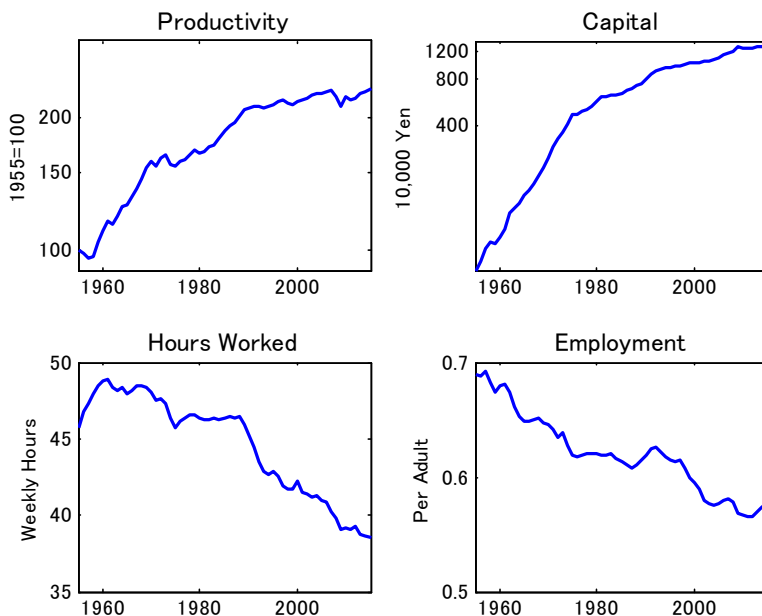 Productivity
1955=100
200
150
100
1960 1980 2000
Capital
10,000 Yen
1200
800
400
1960 1980 2000
Hours Worked
Weekly Hours
50
45
40
35
1960 1980 2000
Employment
Per Adult
0.7
0.6
0.5
1960 1980 2000